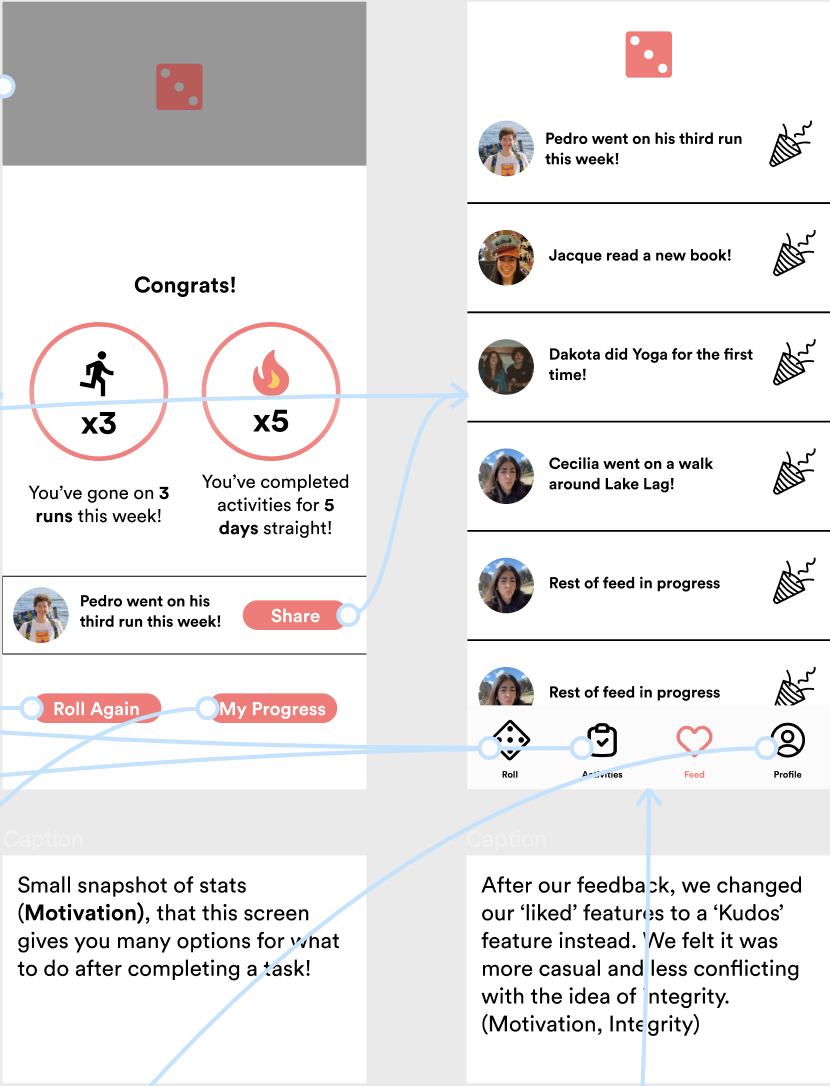 Congrats!
x3
x5
You've gone on 3
runs this week!
You've completed
activities for 5
days straight!
Pedro went on his
third run this week!
Share
Roll Again
My Progress
Caption
Small snapshot of stats
(Motivation), that this screen
gives you many options for what
to do after completing a task!
Pedro went on his third run
this week!
Jacque read a new book!
Dakota did Yoga for the first
time!
Cecilia went on a walk
around Lake Lag!
Rest of feed in progress
Rest of feed in progress
Roll
Activities
Feed
Profile
Caption
After our feedback, we changed
our ‘liked’ features to a ‘Kudos’
feature instead. We felt it was
more casual and less conflicting
with the idea of integrity.
(Motivation, Integrity)